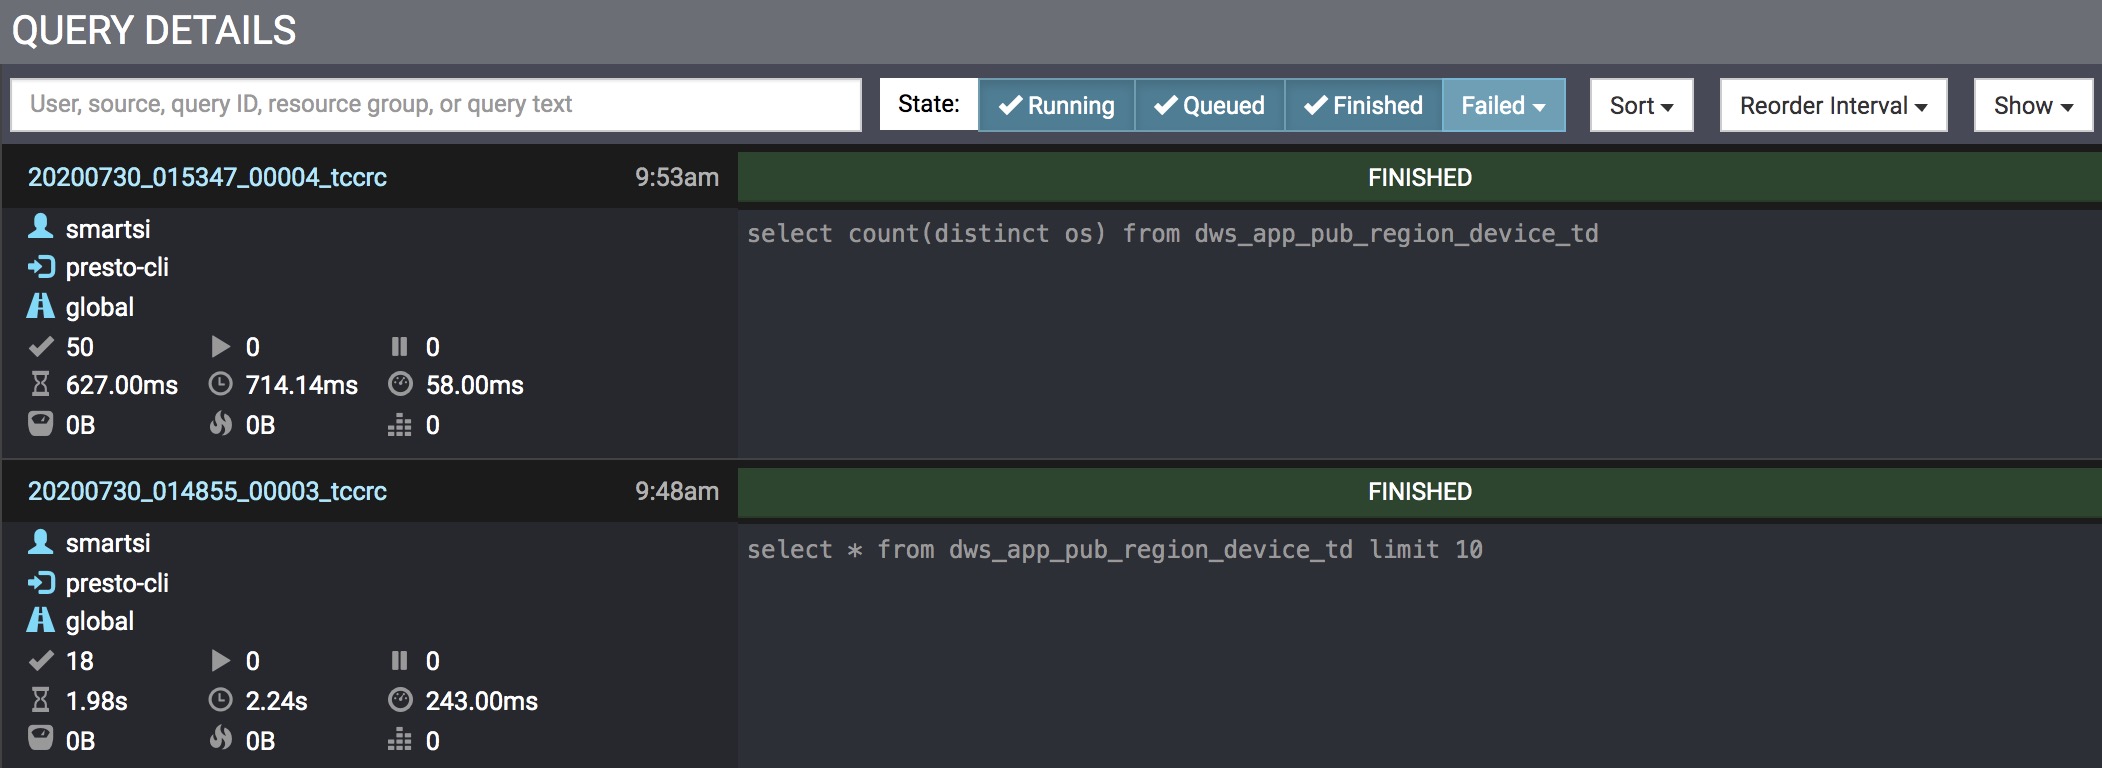 QUERY DETAILS
User, source, query ID, resource group, or query text State: Running Queued Finished Failed Sort Reorder Interval Show
20200730_015347_00004_tccrc 9:53am FINISHED
smartsi select count(distinct os) from dws_app_pub_region_device_td
presto-cli
global
50 0 0
627.00ms 714.14ms 58.00ms
0B 0B 0
20200730_014855_00003_tccrc 9:48am FINISHED
smartsi select * from dws_app_pub_region_device_td limit 10
presto-cli
global
18 0 0
1.98s 2.24s 243.00ms
0B 0B 0